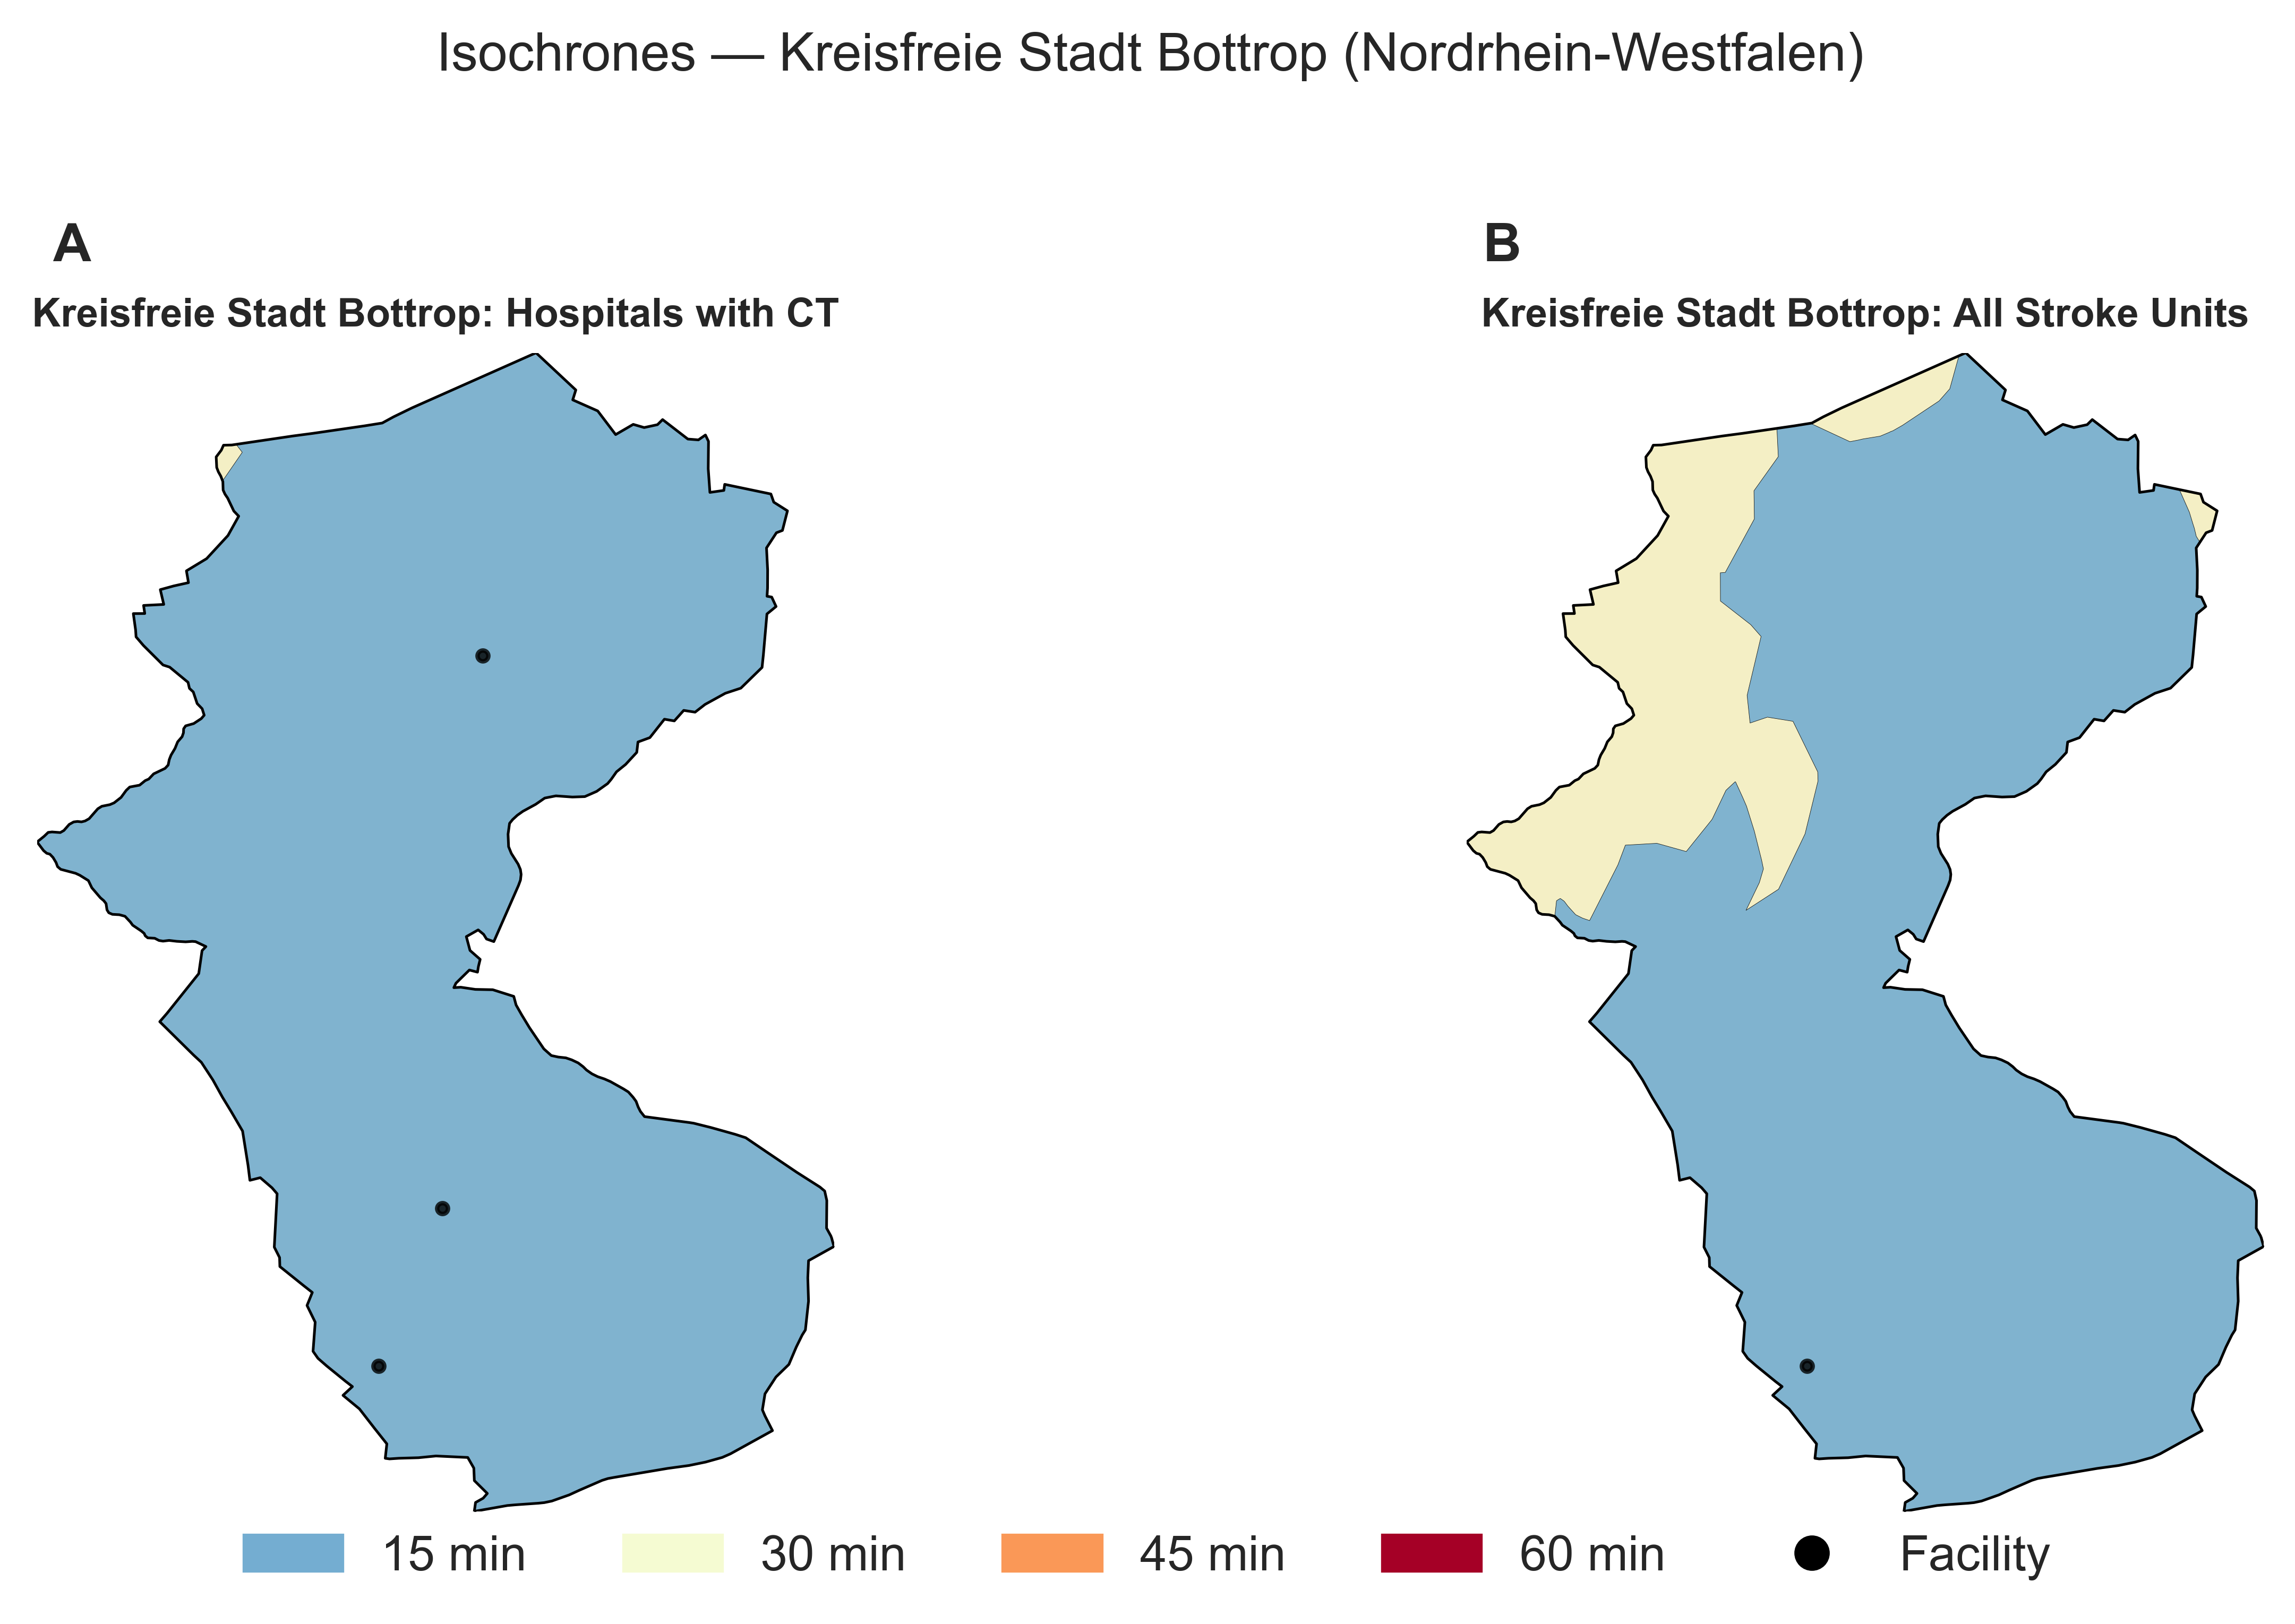 Isochrones — Kreisfreie Stadt Bottrop (Nordrhein-Westfalen)
A
Kreisfreie Stadt Bottrop: Hospitals with CT
B
Kreisfreie Stadt Bottrop: All Stroke Units
15 min
30 min
45 min
60 min
Facility